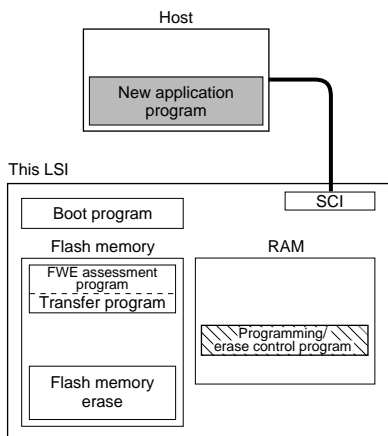 Host
New application
program
This LSI
SCI
Boot program
Flash memory
RAM
FWE assessment
program
Transfer program
Programming/
erase control program
Flash memory
erase